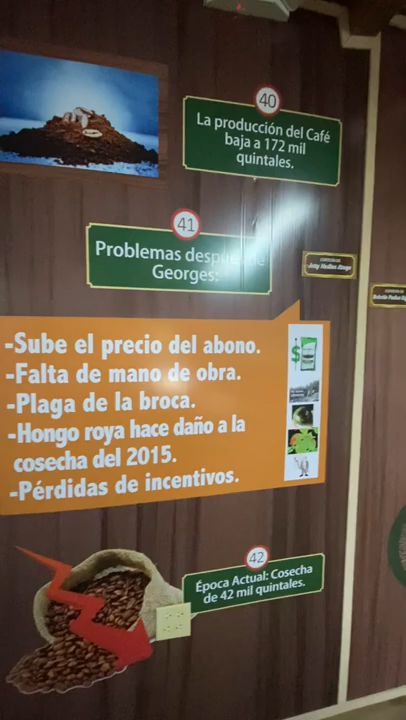 40
La producción del Café
baja a 172 mil
quintales.
41
Problemas después de
Georges:
-Sube el precio del abono.
-Falta de mano de obra.
-Plaga de la broca.
-Hongo roya hace daño a la
cosecha del 2015.
-Pérdidas de incentivos.
$
42
Época Actual: Cosecha
de 42 mil quintales.